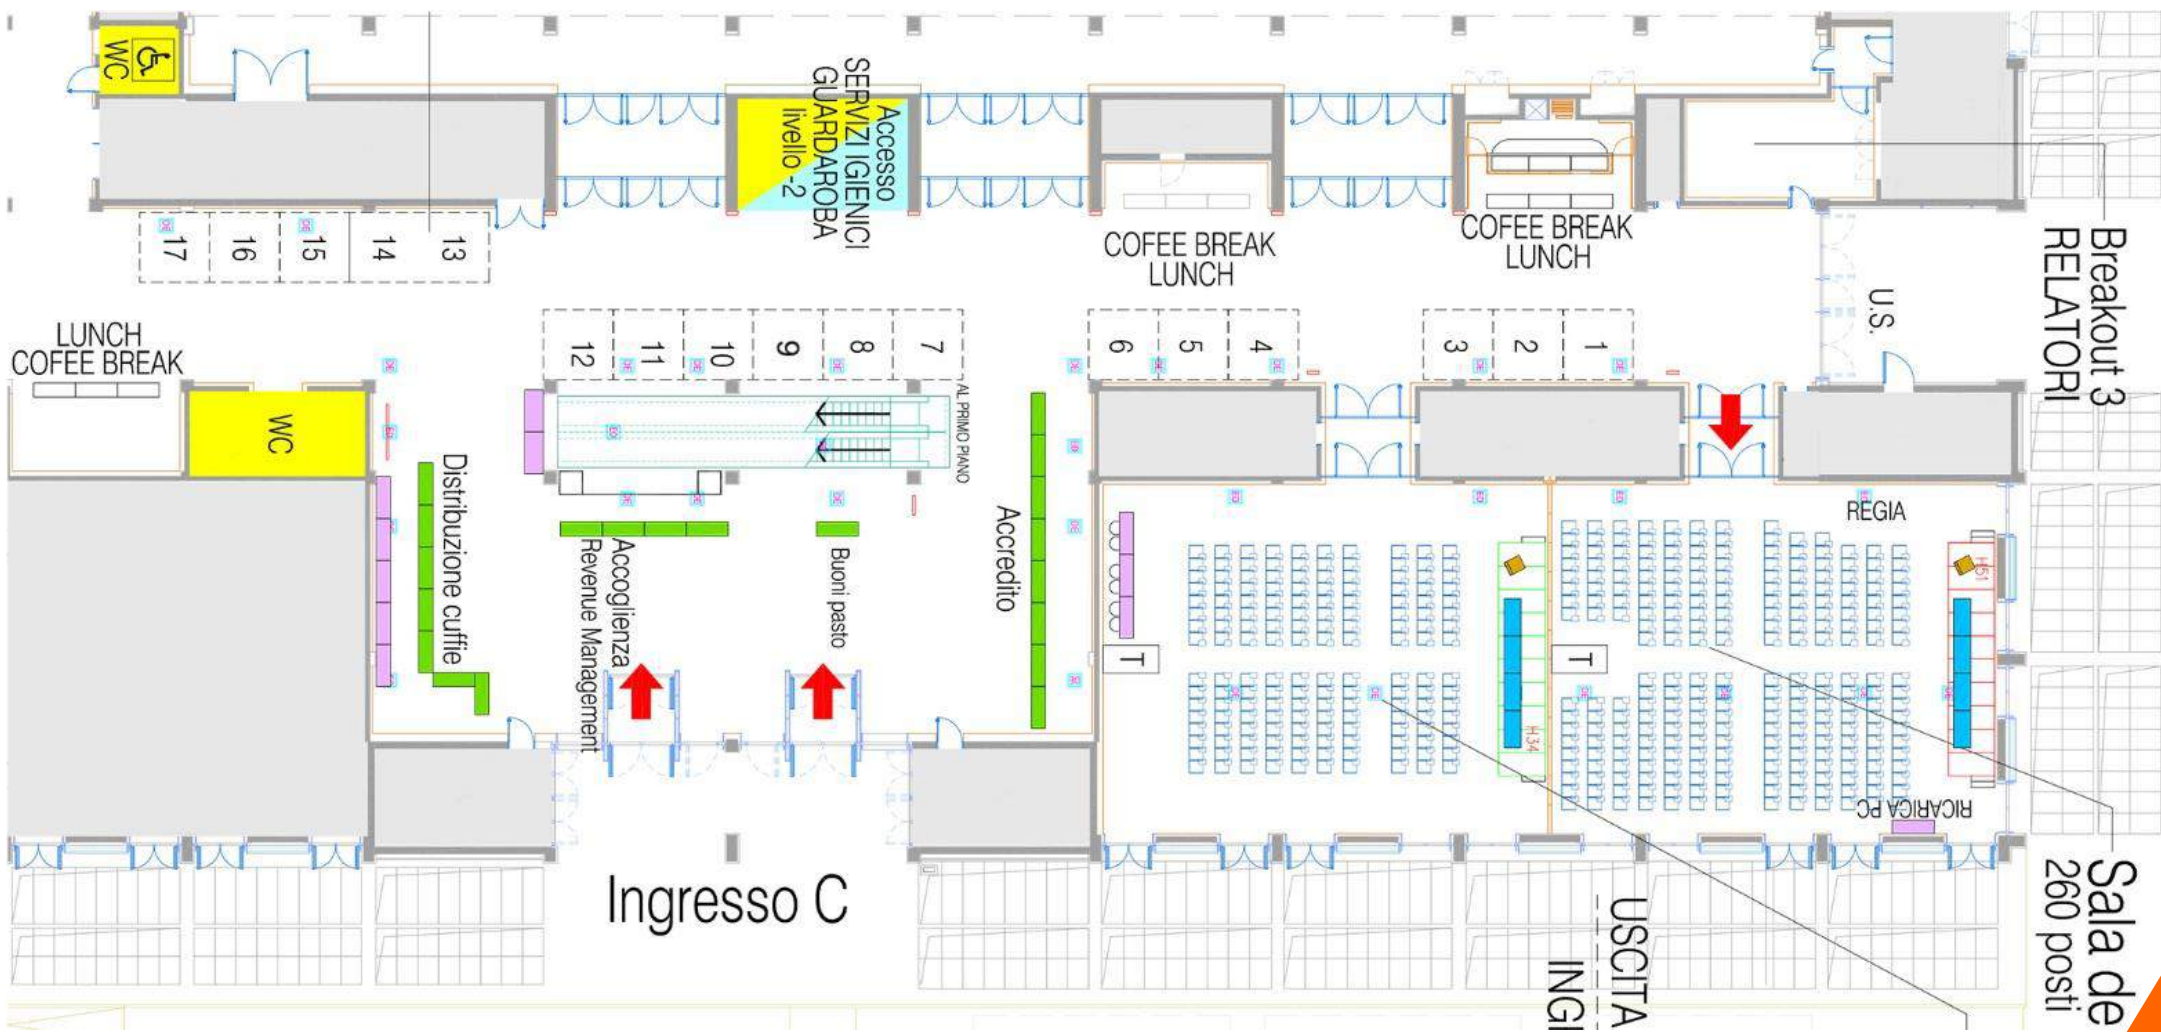 WC
Accesso
SERVIZI IGIENICI
GUARDAROBA
livello -2
17
16
15
14
13
COFEE BREAK
LUNCH
COFEE BREAK
LUNCH
Breakout 3
RELATORI
U.S.
LUNCH
COFEE BREAK
WC
12
11
10
9
8
7
6
5
4
3
2
1
AL PRIMO PIANO
Distribuzione cuffie
Accoglienza
Revenue Management
Buoni pasto
Accredito
REGIA
H51
H34
T
T
RICARICA PC
Ingresso C
USCITA
INGI
Sala de
260 posti